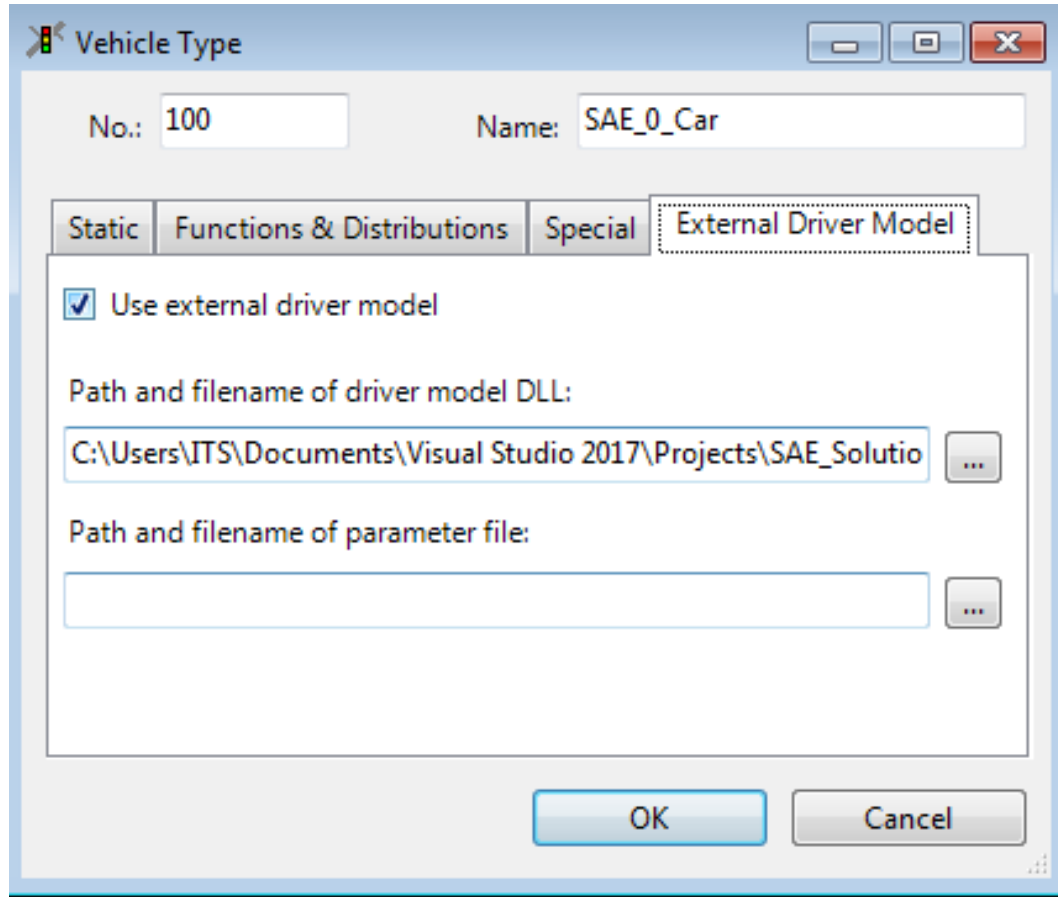 Vehicle Type
No.: 100 Name: SAE_0_Car
Static Functions & Distributions Special External Driver Model
Use external driver model
Path and filename of driver model DLL:
C:\Users\ITS\Documents\Visual Studio 2017\Projects\SAE_Solutio ...
Path and filename of parameter file:
...
OK Cancel